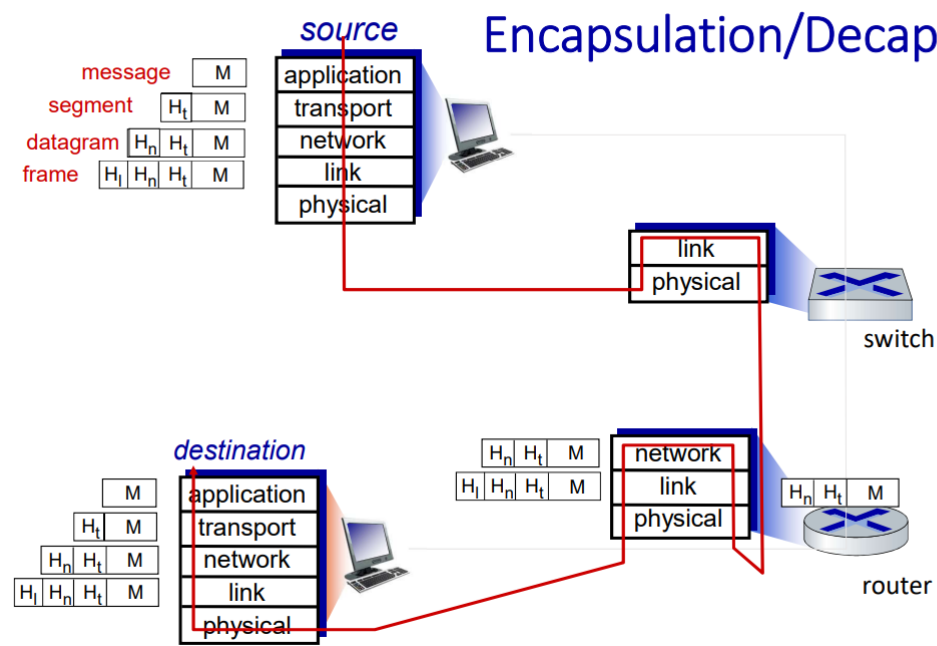 source
Encapsulation/Decap
message M
segment Ht M
datagram Hn Ht M
frame Hl Hn Ht M
application
transport
network
link
physical
link
physical
switch
destination
M
Ht M
Hn Ht M
Hl Hn Ht M
application
transport
network
link
physical
Hn Ht M
Hl Hn Ht M
network
link
physical
Hn Ht M
router